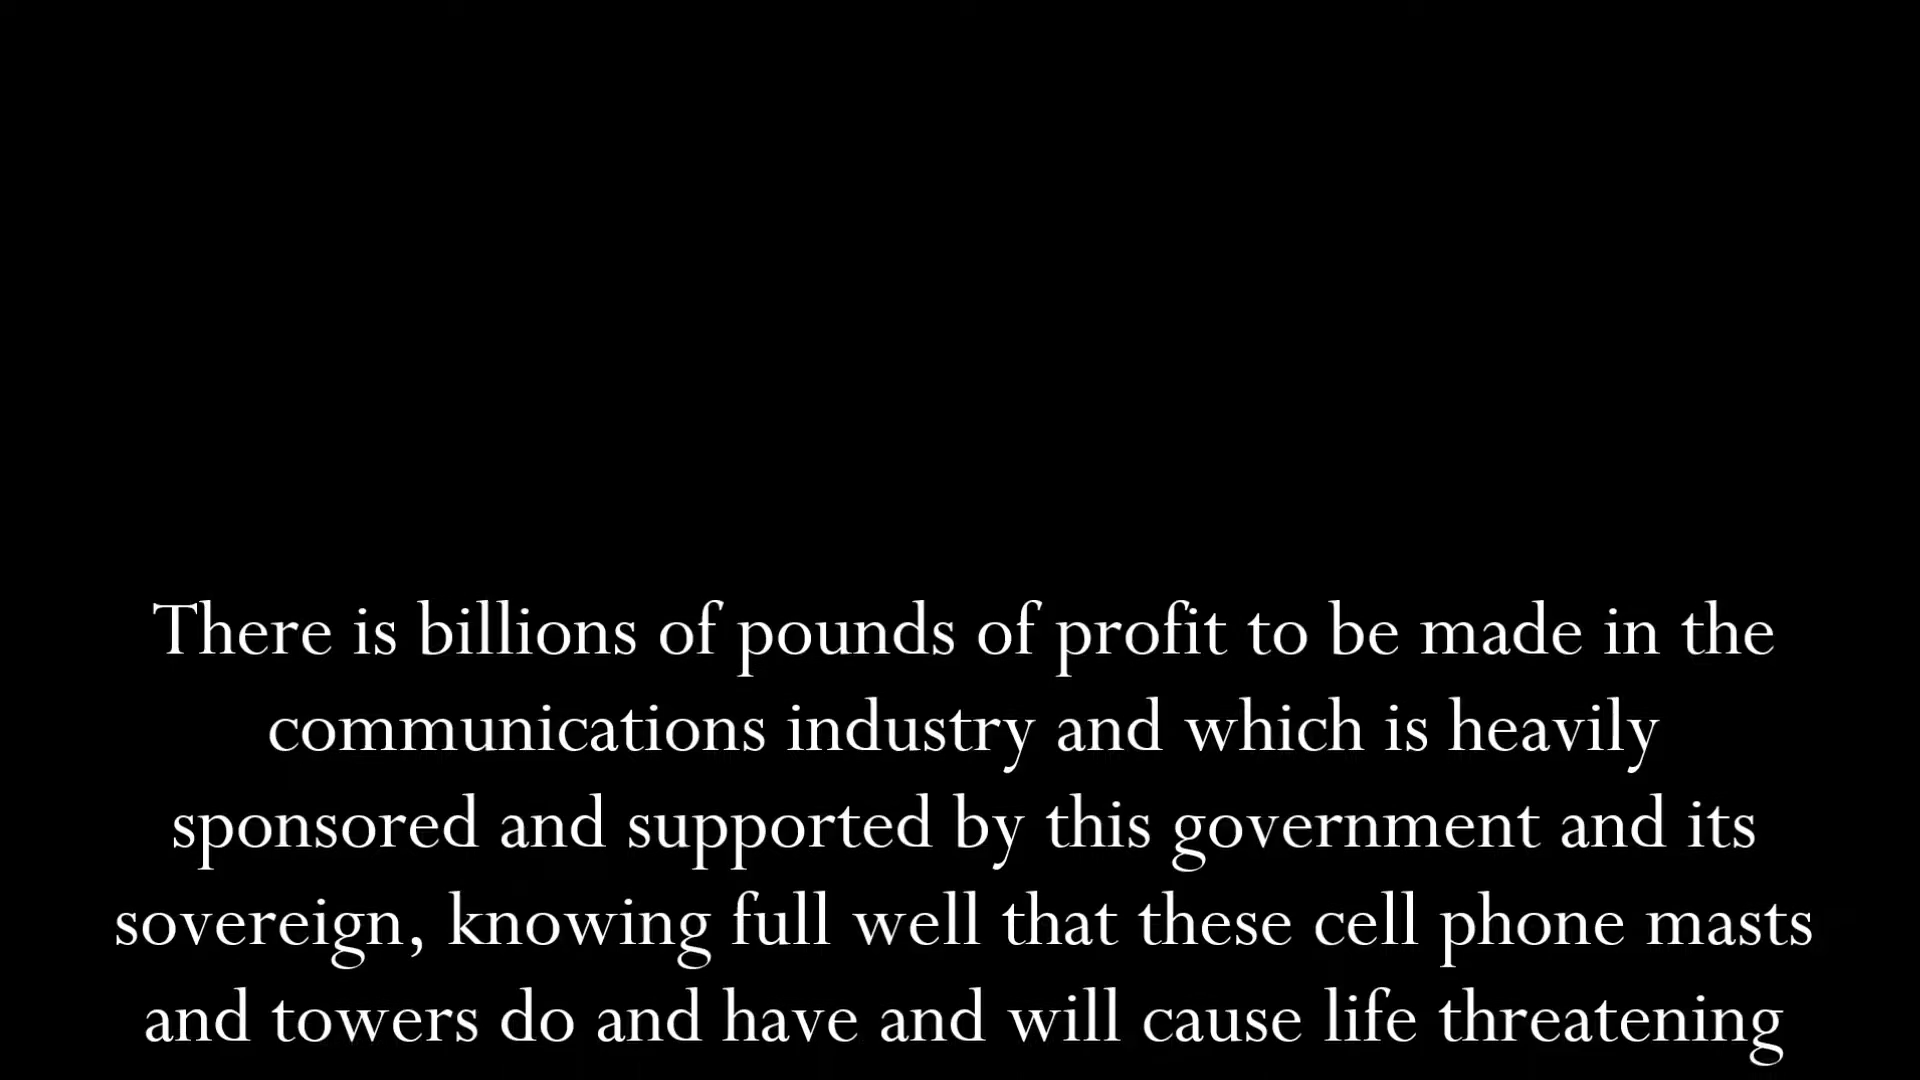 There is billions of pounds of profit to be made in the
communications industry and which is heavily
sponsored and supported by this government and its
sovereign, knowing full well that these cell phone masts
and towers do and have and will cause life threatening